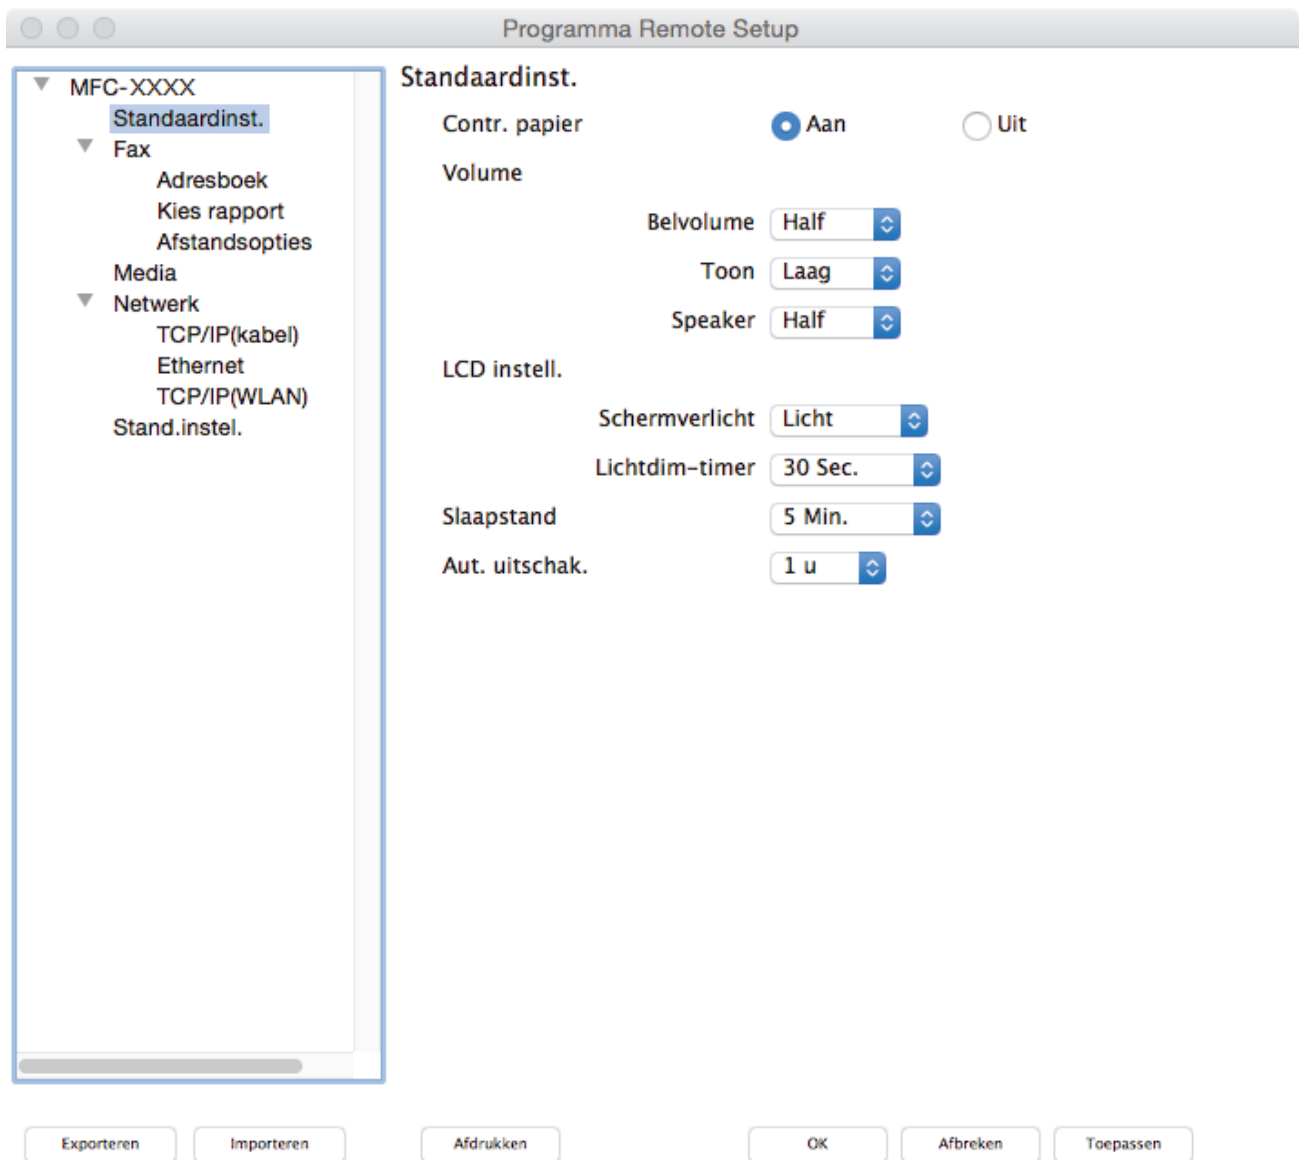 Programma Remote Setup
MFC-XXXX
Standaardinst.
Fax
Adresboek
Kies rapport
Afstandsopties
Media
Netwerk
TCP/IP(kabel)
Ethernet
TCP/IP(WLAN)
Stand.instel.
Standaardinst.
Contr. papier Aan Uit
Volume
Belvolume Half
Toon Laag
Speaker Half
LCD instell.
Schermverlicht Licht
Lichtdim-timer 30 Sec.
Slaapstand 5 Min.
Aut. uitschak. 1 u
Exporteren Importeren Afdrukken OK Afbreken Toepassen